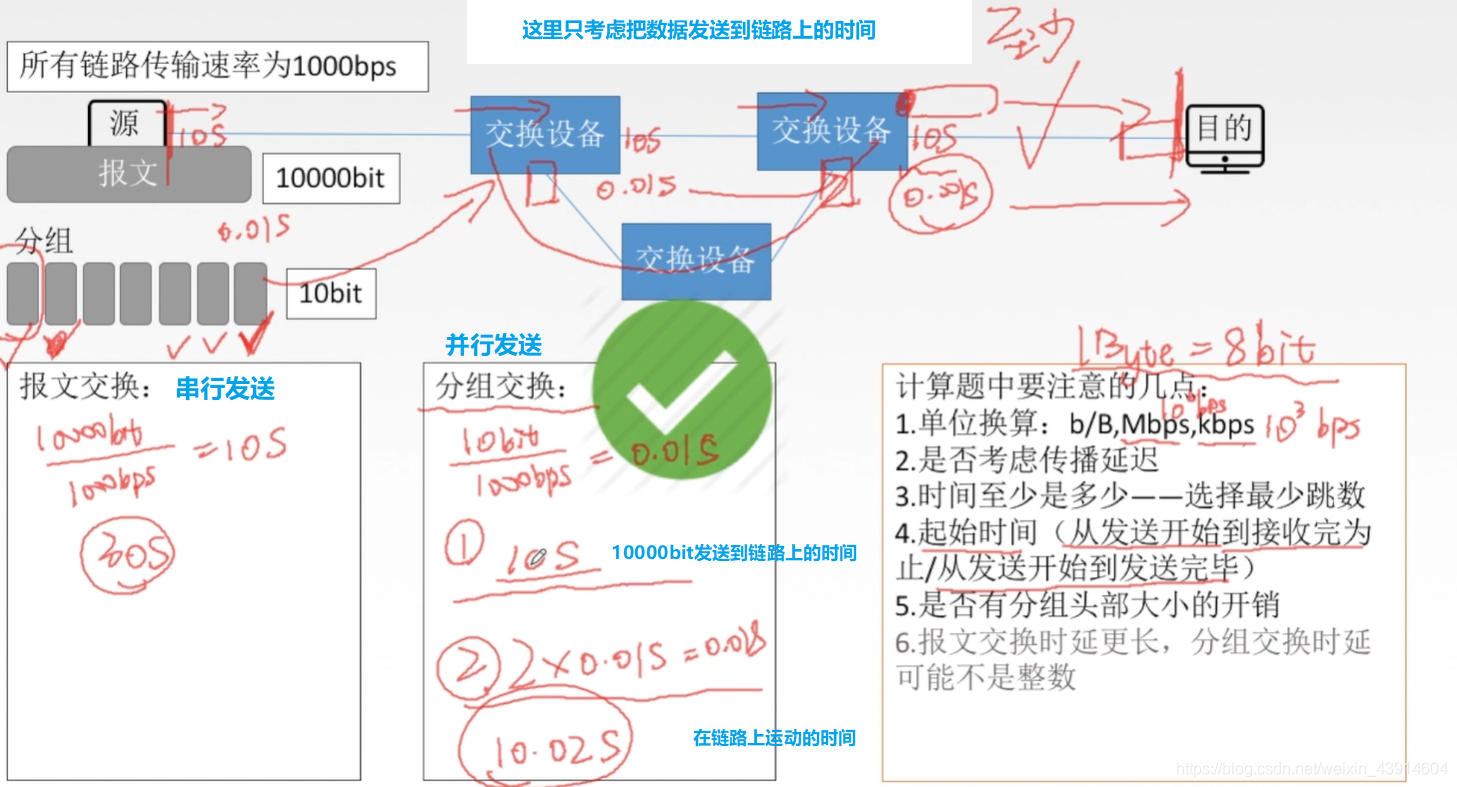 这里只考虑把数据发送到链路上的时间
至少
所有链路传输速率为1000bps
源
10S
交换设备
10S
交换设备
10S
目的
报文
10000bit
0.01S
0.01S
分组
0.01S
交换设备
10bit
1Byte = 8bit
报文交换：
串行发送
10000bit
1000bps
=10S
30S
并行发送
分组交换：
10bit
1000bps
= 0.01S
① 10S
10000bit发送到链路上的时间
② 2×0.01S=0.02S
10.02S
在链路上运动的时间
计算题中要注意的几点：
10⁶bps
1.单位换算：b/B,Mbps,kbps
10³ bps
2.是否考虑传播延迟
3.时间至少是多少——选择最少跳数
4.起始时间（从发送开始到接收完为
止/从发送开始到发送完毕）
5.是否有分组头部大小的开销
6.报文交换时延更长，分组交换时延
可能不是整数
https://blog.csdn.net/weixin_43914604